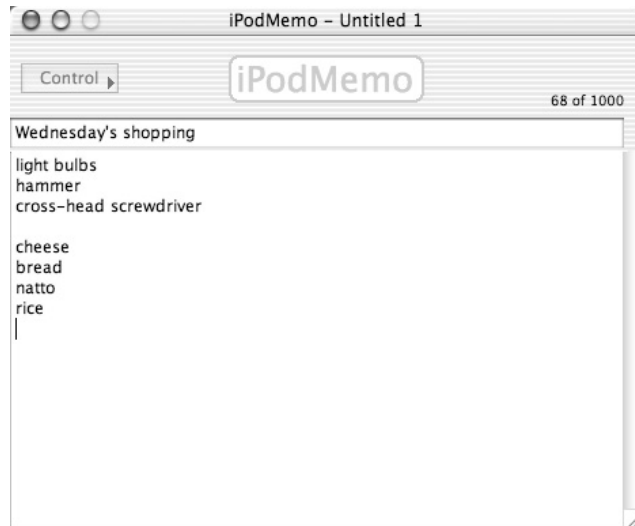 iPodMemo – Untitled 1
Control
iPodMemo
68 of 1000
Wednesday's shopping
light bulbs
hammer
cross-head screwdriver
cheese
bread
natto
rice